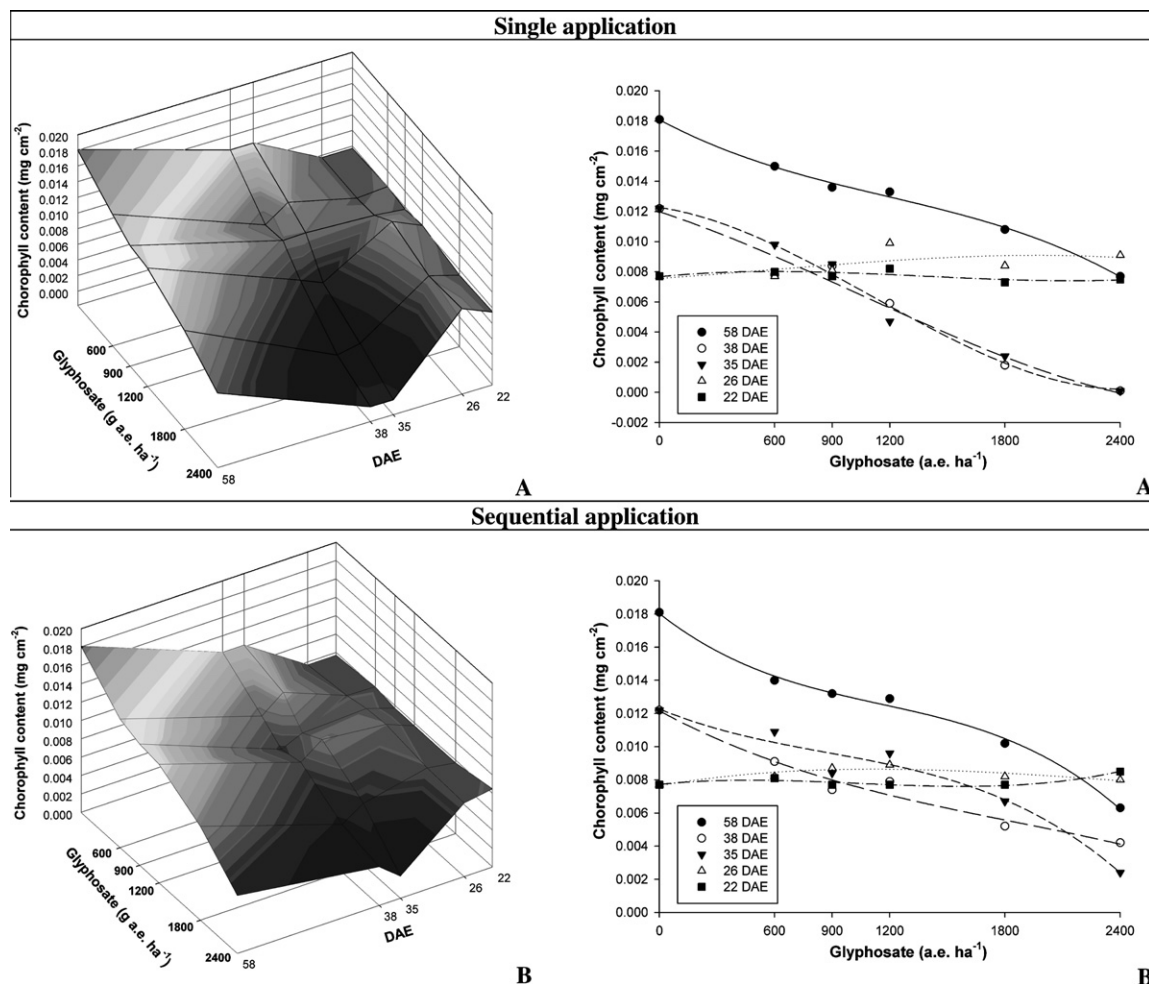 Single application
Chorophyll content (mg cm⁻²)
0.020
0.018
0.016
0.014
0.012
0.010
0.008
0.006
0.004
0.002
0.000
600
900
1200
1800
2400
Glyphosate (g a.e. ha⁻¹)
58
38
35
26
22
DAE
A
Chorophyll content (mg cm⁻²)
0.020
0.018
0.016
0.014
0.012
0.010
0.008
0.006
0.004
0.002
0.000
-0.002
58 DAE
38 DAE
35 DAE
26 DAE
22 DAE
0 600 900 1200 1800 2400
Glyphosate (a.e. ha⁻¹)
A
Sequential application
Chorophyll content (mg cm⁻²)
0.020
0.018
0.016
0.014
0.012
0.010
0.008
0.006
0.004
0.002
0.000
600
900
1200
1800
2400
Glyphosate (g a.e. ha⁻¹)
58
38
35
26
22
DAE
B
Chorophyll content (mg cm⁻²)
0.020
0.018
0.016
0.014
0.012
0.010
0.008
0.006
0.004
0.002
0.000
58 DAE
38 DAE
35 DAE
26 DAE
22 DAE
0 600 900 1200 1800 2400
Glyphosate (a.e. ha⁻¹)
B